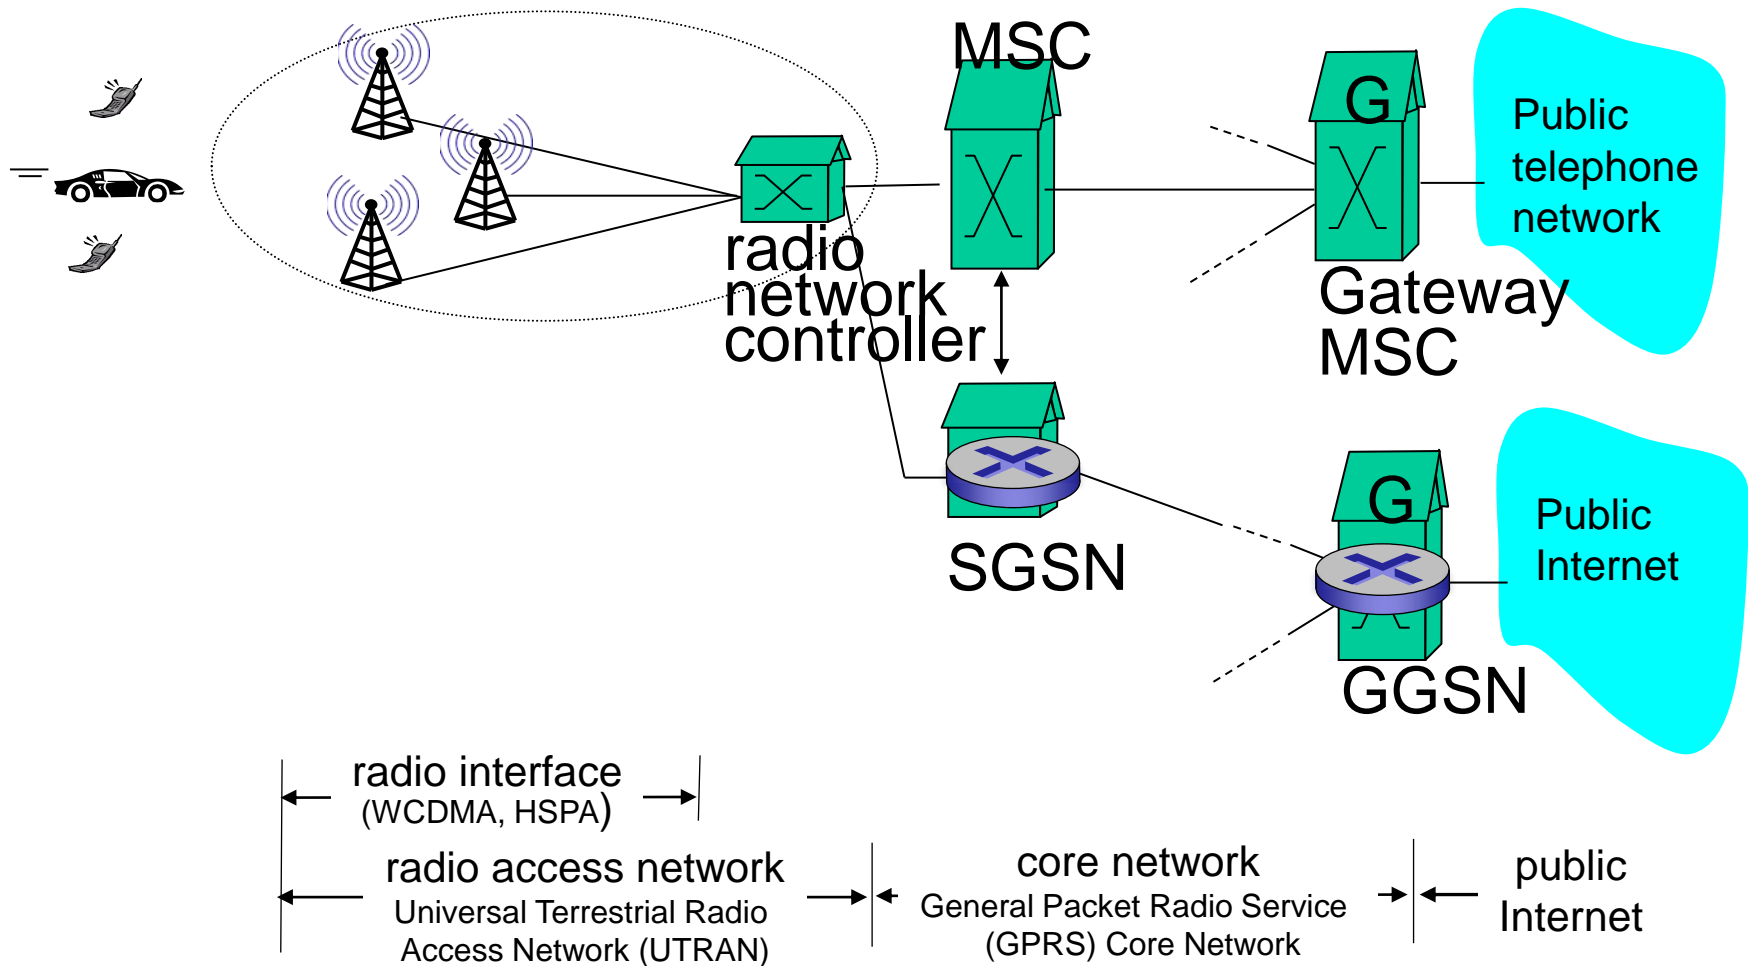 MSC
G
Public
telephone
network
radio
network
controller
Gateway
MSC
G
Public
Internet
SGSN
GGSN
radio interface
(WCDMA, HSPA)
radio access network
Universal Terrestrial Radio
Access Network (UTRAN)
core network
General Packet Radio Service
(GPRS) Core Network
public
Internet